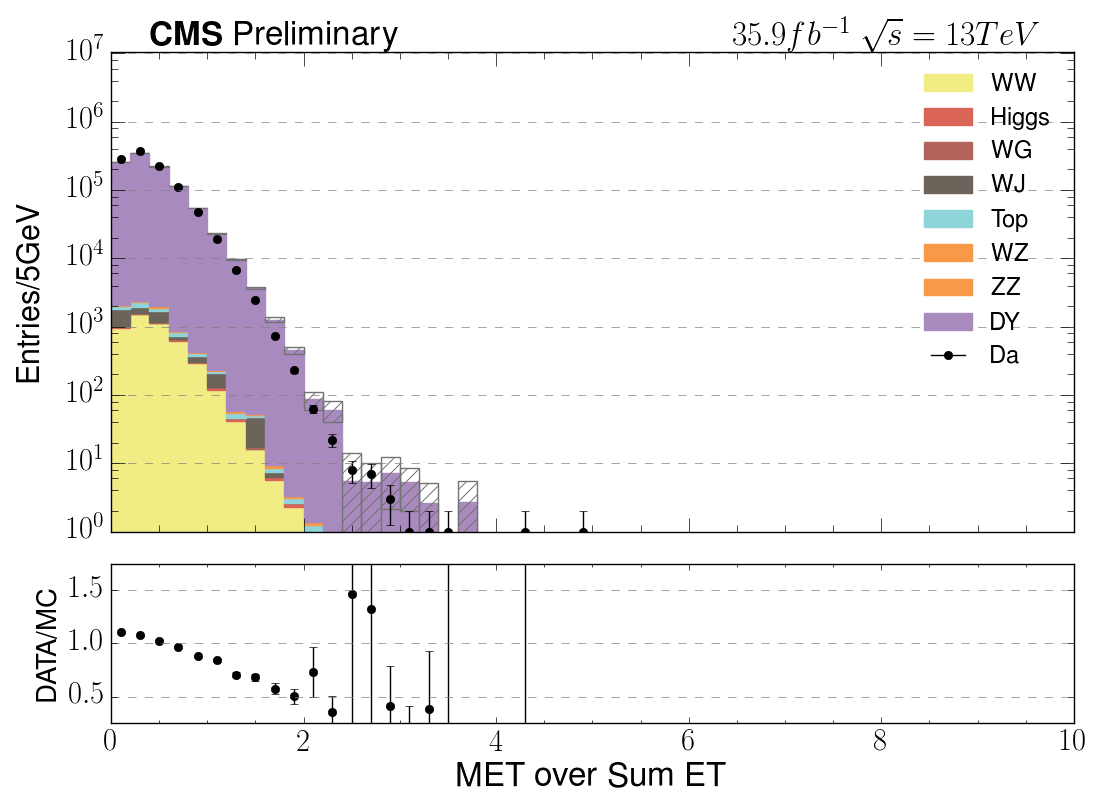 CMS Preliminary 35.9fb⁻¹ √s = 13TeV
10⁷
10⁶
10⁵
10⁴
10³
10²
10¹
10⁰
Entries/5GeV
WW
Higgs
WG
WJ
Top
WZ
ZZ
DY
Da
1.5
1.0
0.5
DATA/MC
0 2 4 6 8 10
MET over Sum ET